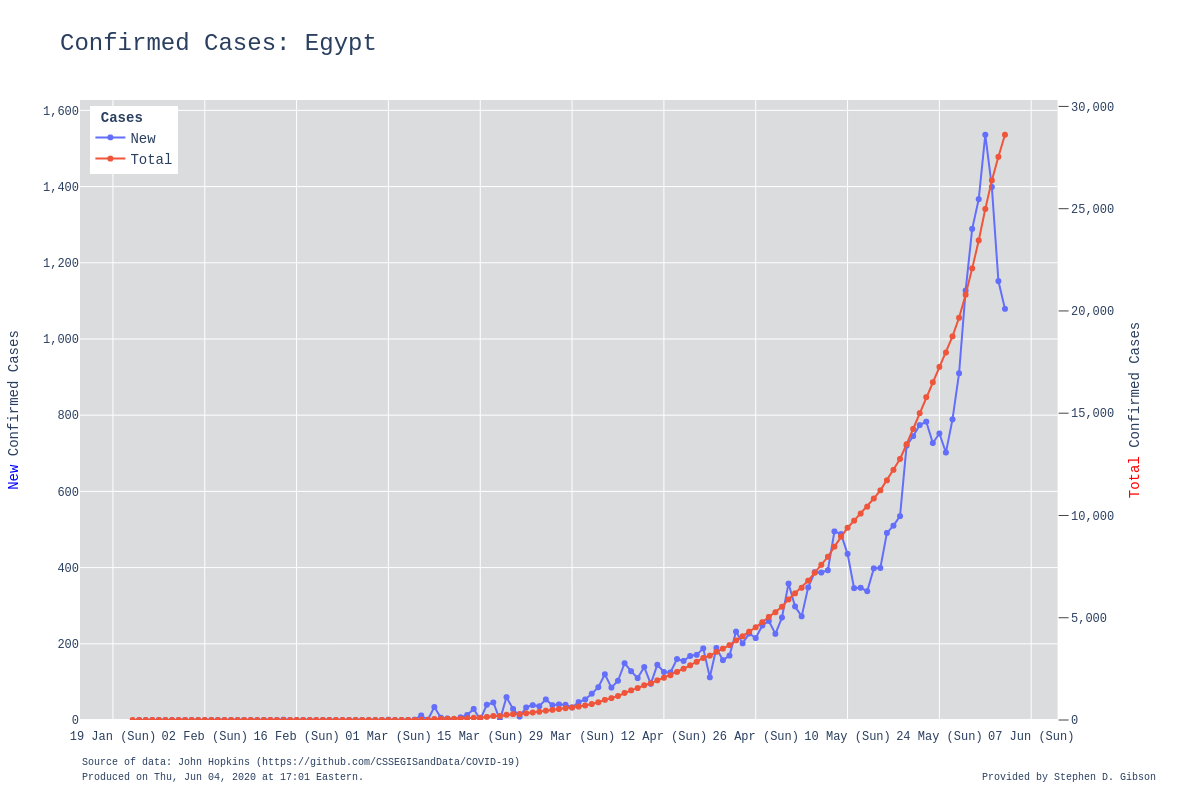 Confirmed Cases: Egypt
Cases
New
Total
1,600
1,400
1,200
1,000
800
600
400
200
0
30,000
25,000
20,000
15,000
10,000
5,000
0
New Confirmed Cases
Total Confirmed Cases
19 Jan (Sun) 02 Feb (Sun) 16 Feb (Sun) 01 Mar (Sun) 15 Mar (Sun) 29 Mar (Sun) 12 Apr (Sun) 26 Apr (Sun) 10 May (Sun) 24 May (Sun) 07 Jun (Sun)
Source of data: John Hopkins (https://github.com/CSSEGISandData/COVID-19)
Produced on Thu, Jun 04, 2020 at 17:01 Eastern.
Provided by Stephen D. Gibson